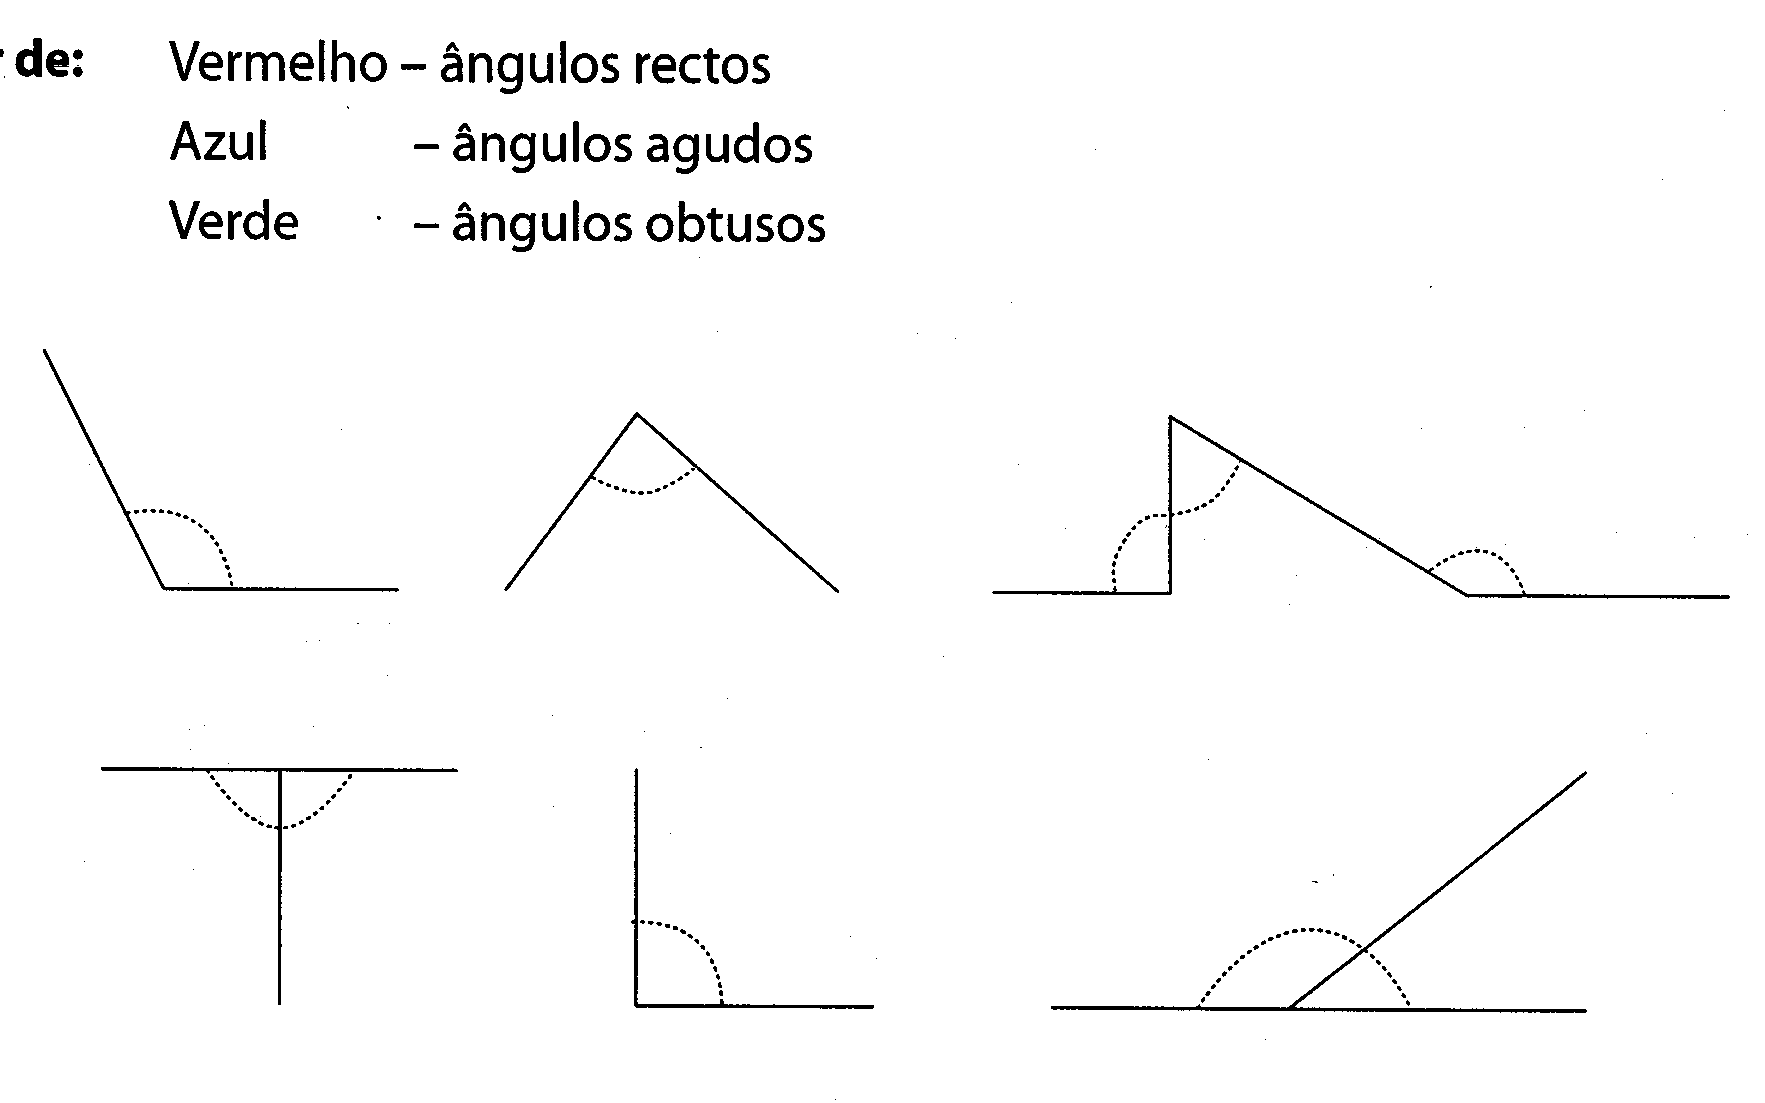 de: Vermelho – ângulos rectos
Azul – ângulos agudos
Verde – ângulos obtusos